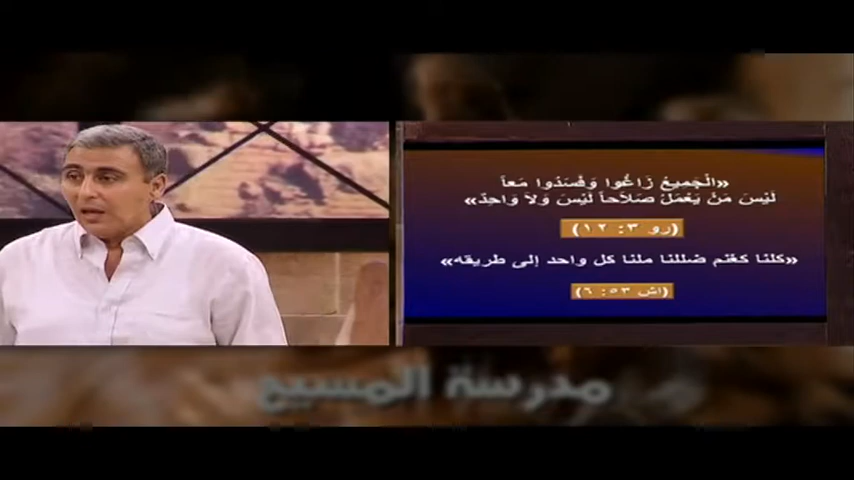 «الْجَمِيعُ زَاغُوا وَفَسَدُوا مَعاً
لَيْسَ مَنْ يَعْمَلُ صَلاَحاً لَيْسَ وَلاَ وَاحِدٌ»
(رو ٣: ١٢)
«كلنا كغنم ضللنا ملنا كل واحد إلى طريقه»
(اش ٥٣: ٦)
مدرسة المسيح